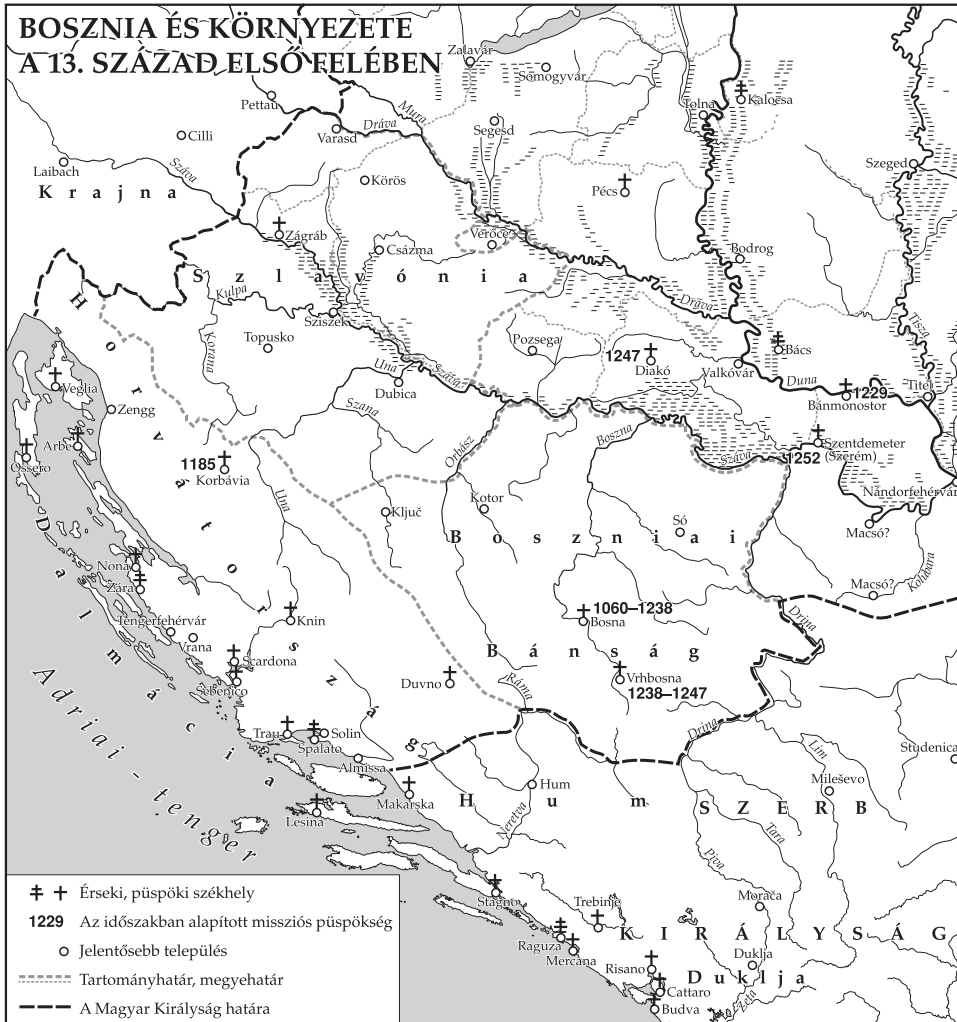 BOSZNIA ÉS KÖRNYEZETE
A 13. SZÁZAD ELSŐ FELÉBEN
Zalavár
Somogyvár
Pettau
Mura
Tolna
Kalocsa
Cilli
Varasd
Dráva
Segesd
Laibach
Száva
Szeged
Krajna
Körös
Pécs
Zágráb
Csázma
Verőce
Bodrog
Szlavónia
Kulpa
Dráva
Tisza
Horvátország
Sziszek
Topusko
Korana
Pozsega
1247
Diakó
Bács
Valkóvár
Duna
1229
Bánmonostor
Titel
Veglia
Zengg
Una
Száva
Dubica
Szana
Arbe
Ossero
1185
Korbávia
Orbász
Boszna
Száva
Szentdemeter
(Szerém)
1252
Nándorfehérvár
Una
Ključ
Kotor
Só
Macsó?
Dalmácia
Boszniai
Nona
Zára
Macsó?
Kolubara
Tengerfehérvár
Vrana
Knin
1060–1238
Bosna
Drina
Scardona
Sebenico
Bánság
Duvno
Ráma
Vrhbosna
1238–1247
Adriai-tenger
Trau
Spalato
Solin
Almissa
Drina
Lim
Studenica
Mileševo
Makarska
Hum
Hum
SZERB
Lesina
Neretva
Tara
Piva
Stagno
Trebinje
Morača
Raguza
Mercana
KIRÁLYSÁG
Risano
Duklja
Duklja
Cattaro
Zeta
Budva
Érseki, püspöki székhely
1229 Az időszakban alapított missziós püspökség
Jelentősebb település
Tartományhatár, megyehatár
A Magyar Királyság határa